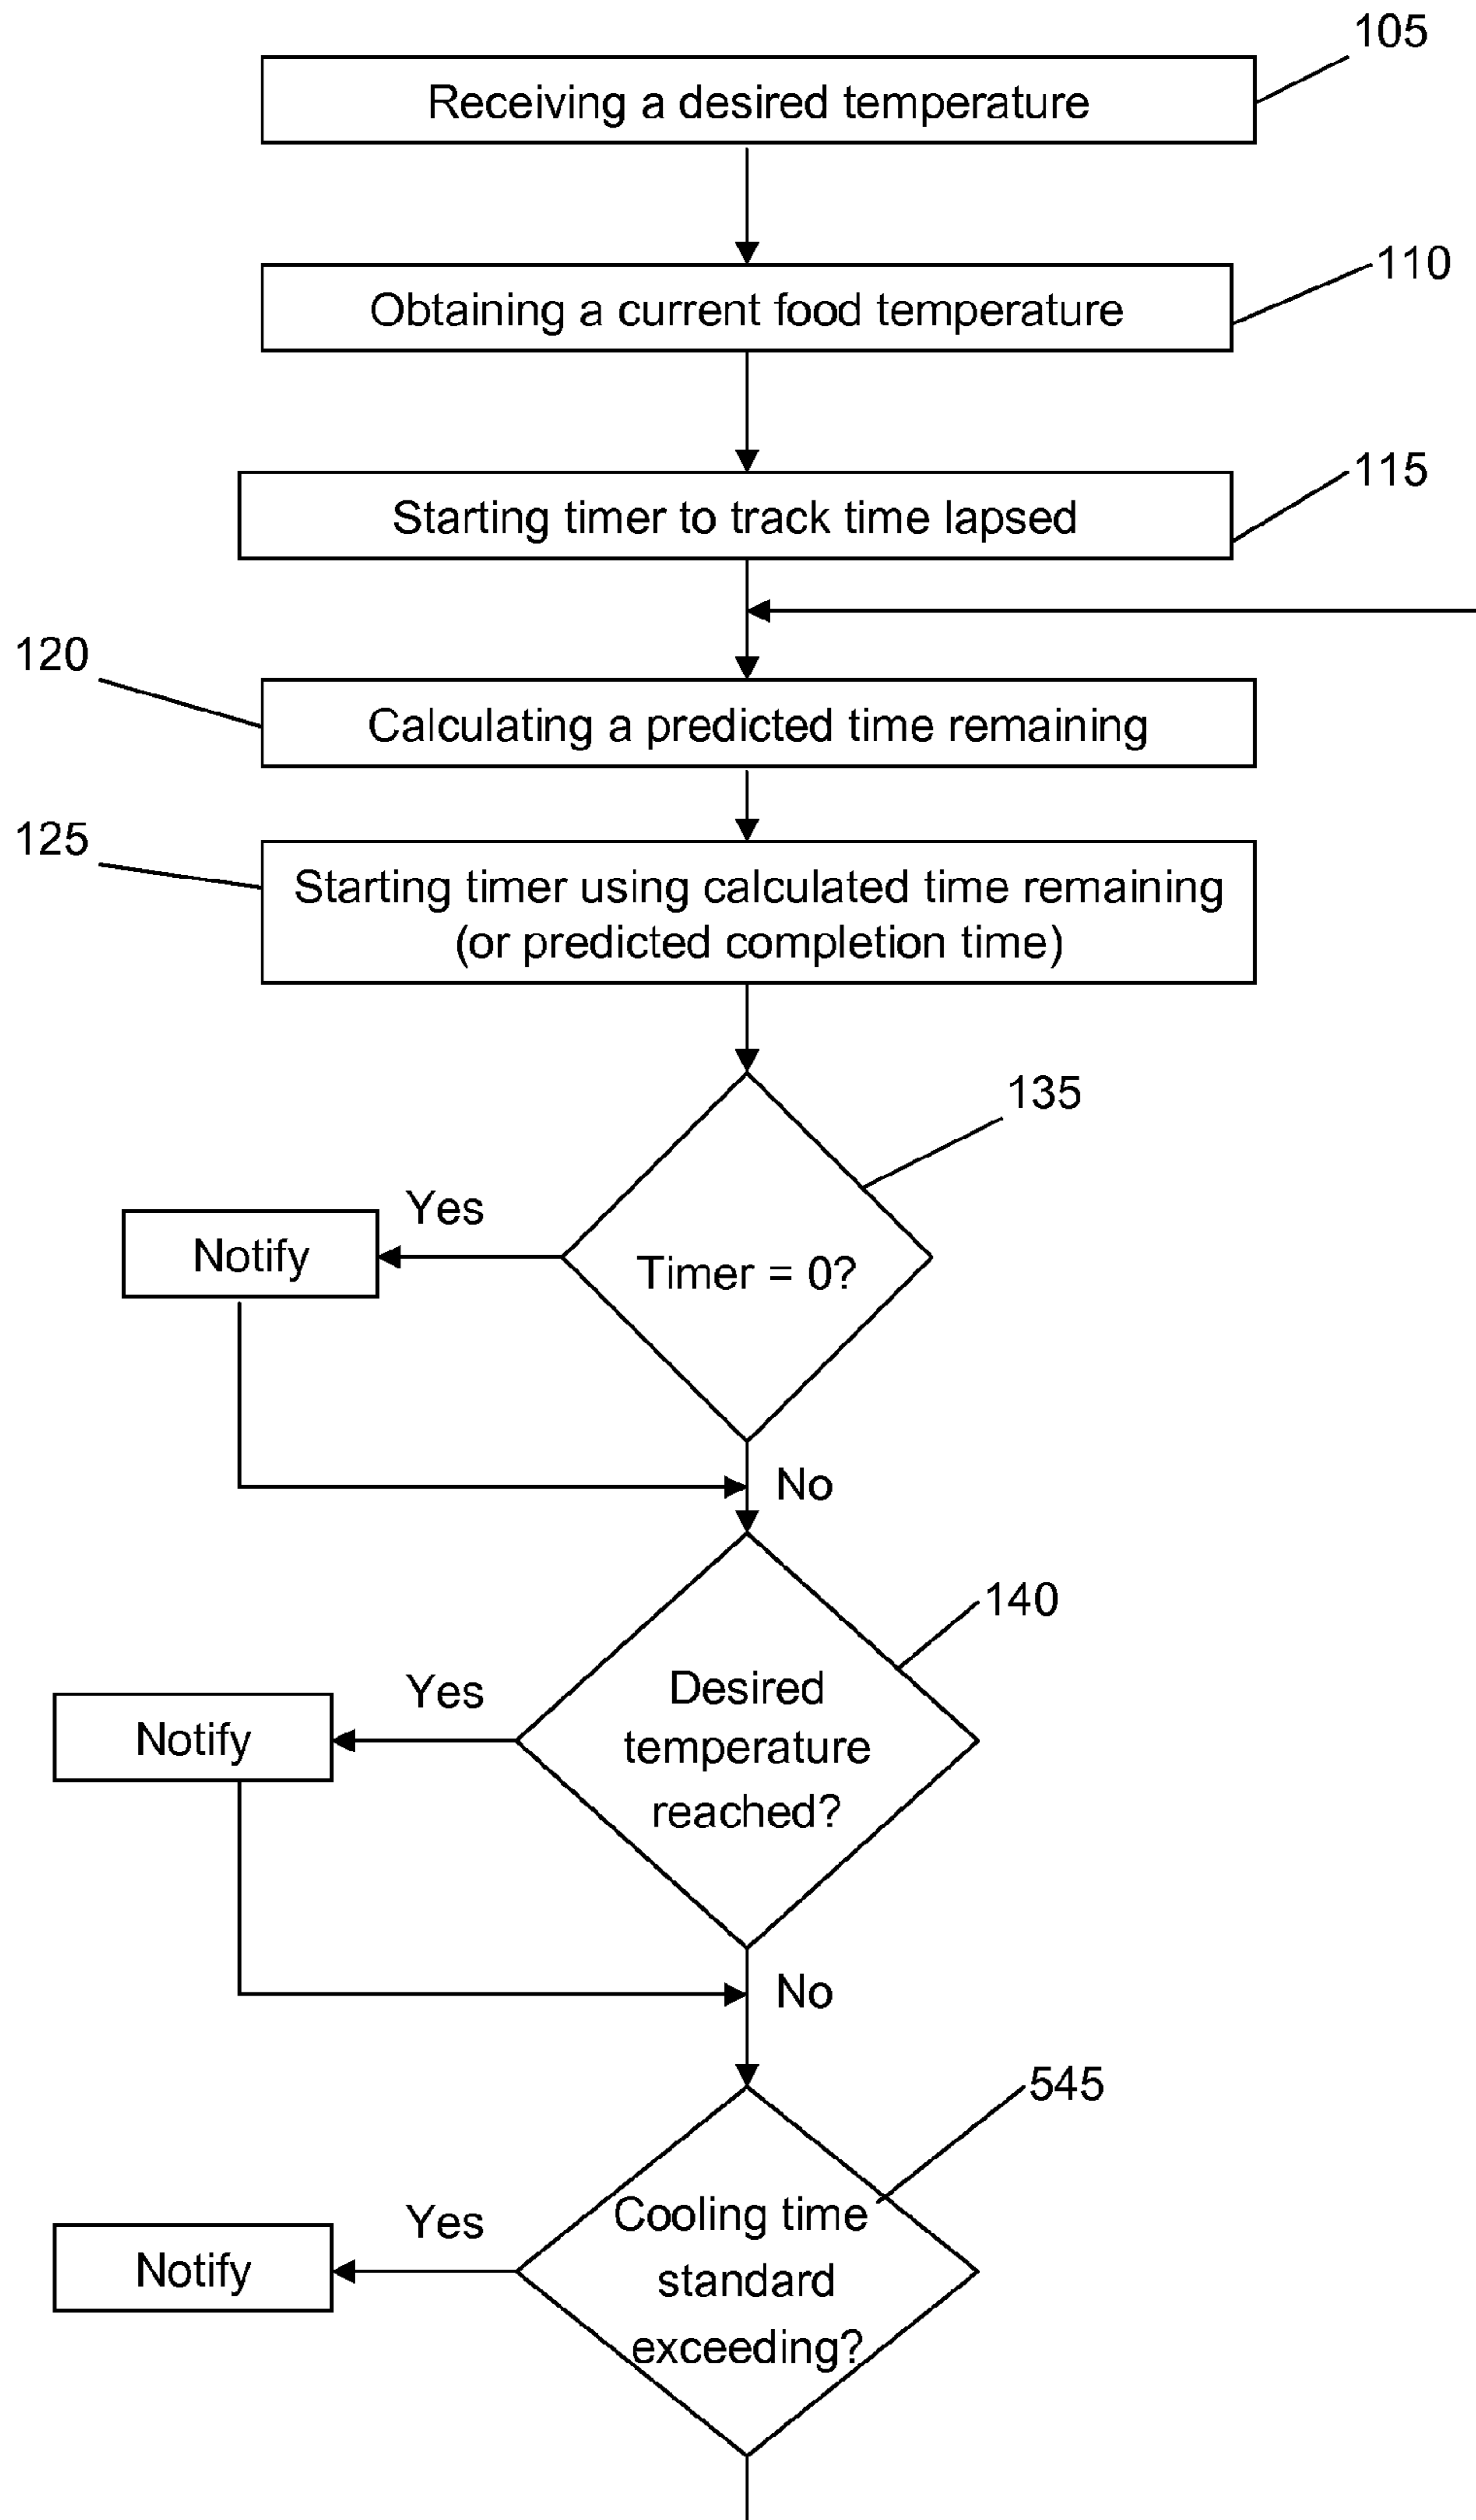 105
Receiving a desired temperature
110
Obtaining a current food temperature
115
Starting timer to track time lapsed
120
Calculating a predicted time remaining
125
Starting timer using calculated time remaining
(or predicted completion time)
135
Yes
Notify
Timer = 0?
No
140
Yes
Notify
Desired
temperature
reached?
No
545
Yes
Notify
Cooling time
standard
exceeding?